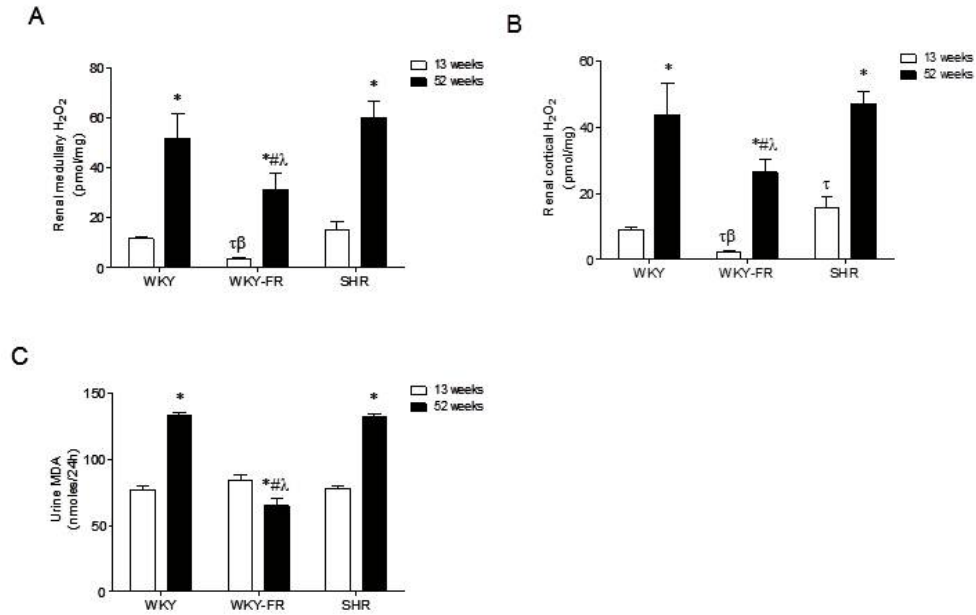 A
Renal medullary H₂O₂
(pmol/mg)
80
60
40
20
0
*
*#λ
*
τβ
WKY
WKY-FR
SHR
13 weeks
52 weeks
B
Renal cortical H₂O₂
(pmol/mg)
60
40
20
0
*
*#λ
*
τβ
τ
WKY
WKY-FR
SHR
13 weeks
52 weeks
C
Urine MDA
(nmoles/24h)
150
100
50
0
*
*#λ
*
WKY
WKY-FR
SHR
13 weeks
52 weeks